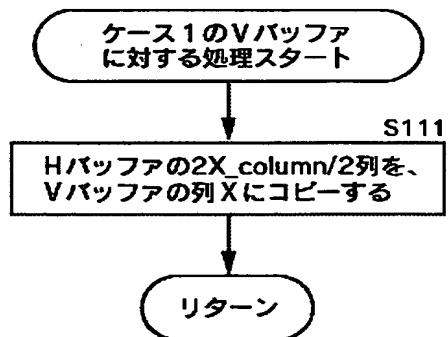 ケース1のVバッファ
に対する処理スタート
S111
Hバッファの2X_column/2列を、
Vバッファの列Xにコピーする
リターン